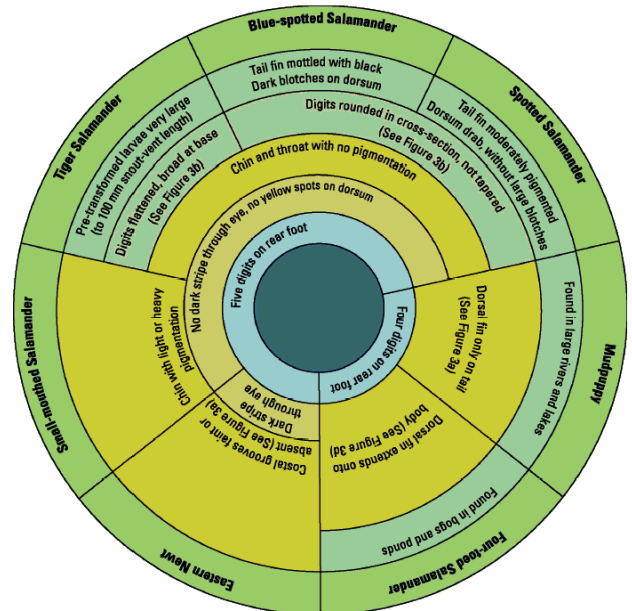 Blue-spotted Salamander
Spotted Salamander
Mudpuppy
Four-toed Salamander
Eastern Newt
Small-mouthed Salamander
Tiger Salamander
Tail fin mottled with black
Dark blotches on dorsum
Tail fin moderately pigmented
Dorsum drab, without large blotches
Pre-transformed larvae very large
(to 100 mm snout-vent length)
Digits flattened, broad at base
(See Figure 3b)
Digits rounded in cross-section, not tapered
(See Figure 3b)
Chin and throat with no pigmentation
No dark stripe through eye, no yellow spots on dorsum
Five digits on rear foot
Four digits on rear foot
Dorsal fin only on tail
(See Figure 3a)
Found in large rivers and lakes
Dorsal fin extends onto
body (See Figure 3d)
Found in bogs and ponds
Dark stripe
through eye
Costal grooves faint or
absent (See Figure 3a)
Chin with light or heavy
pigmentation